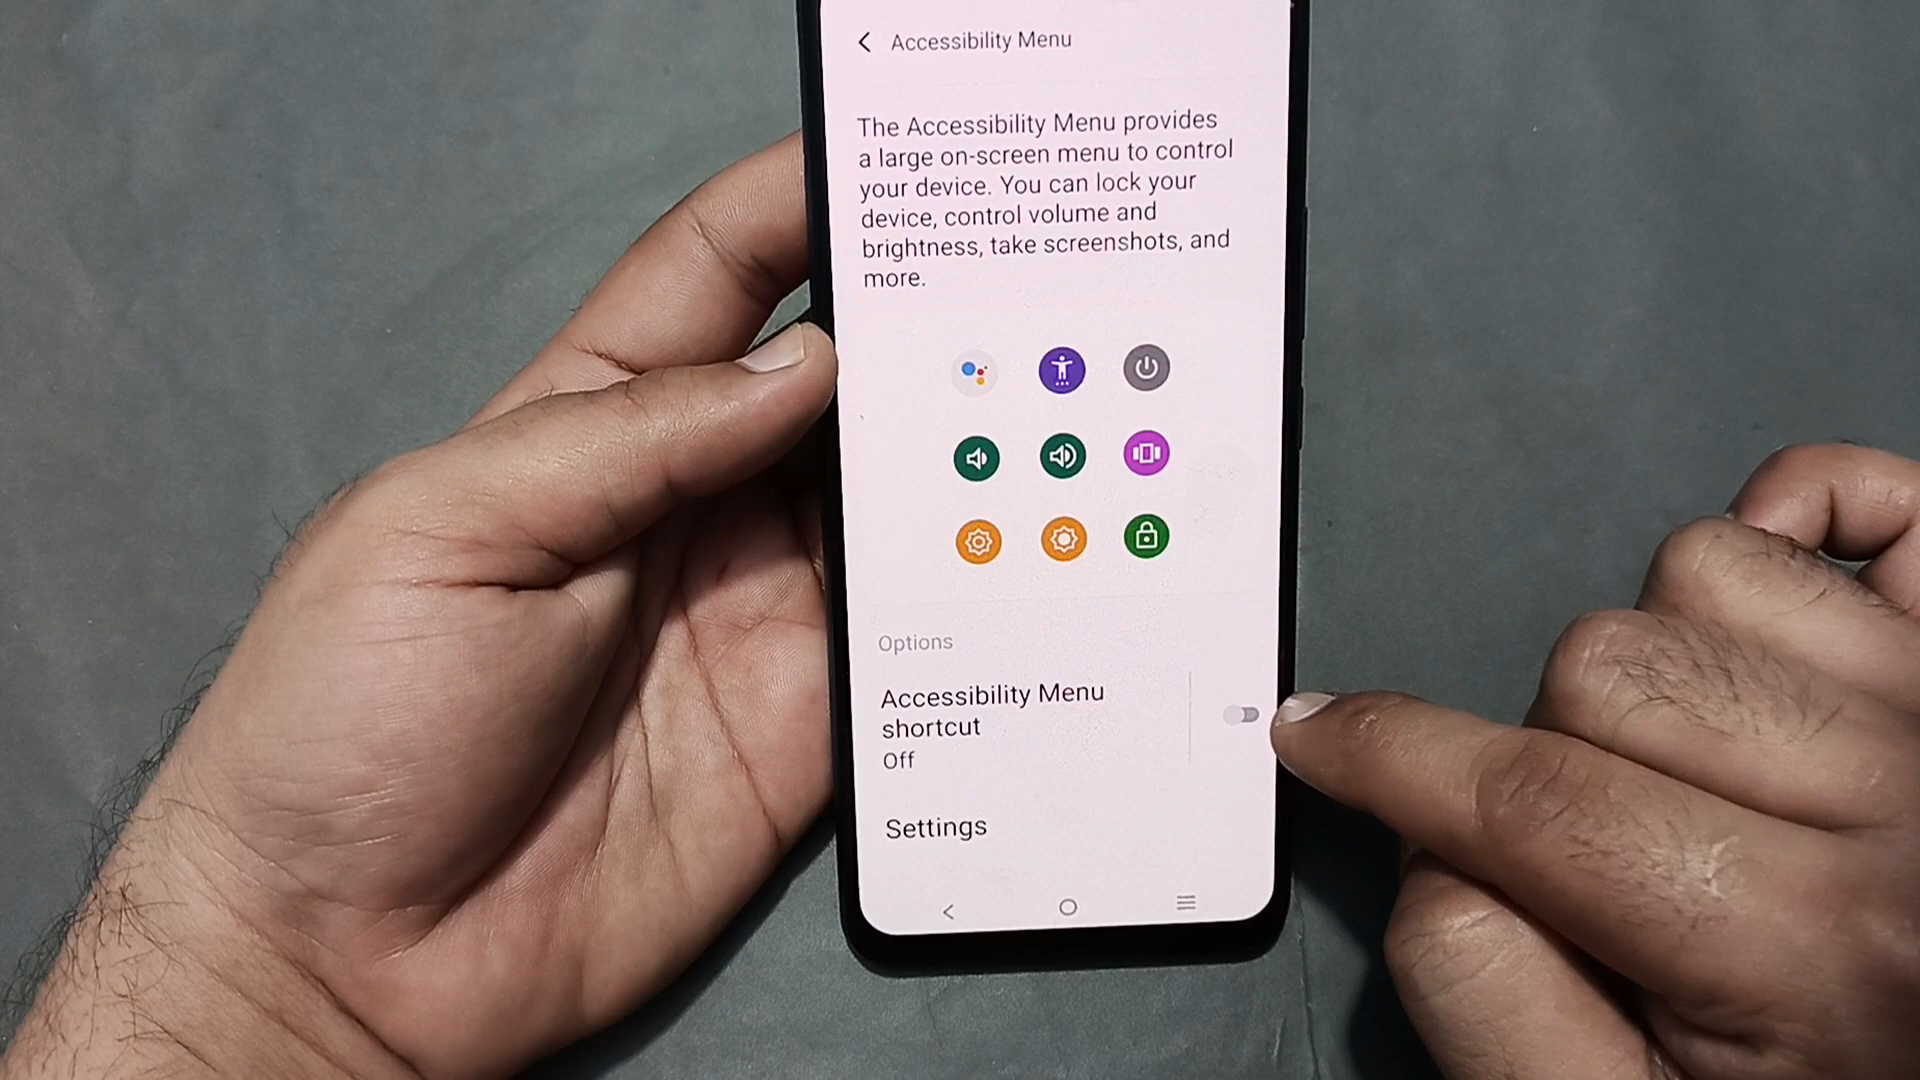 Accessibility Menu
The Accessibility Menu provides
a large on-screen menu to control
your device. You can lock your
device, control volume and
brightness, take screenshots, and
more.
Options
Accessibility Menu
shortcut
Off
Settings